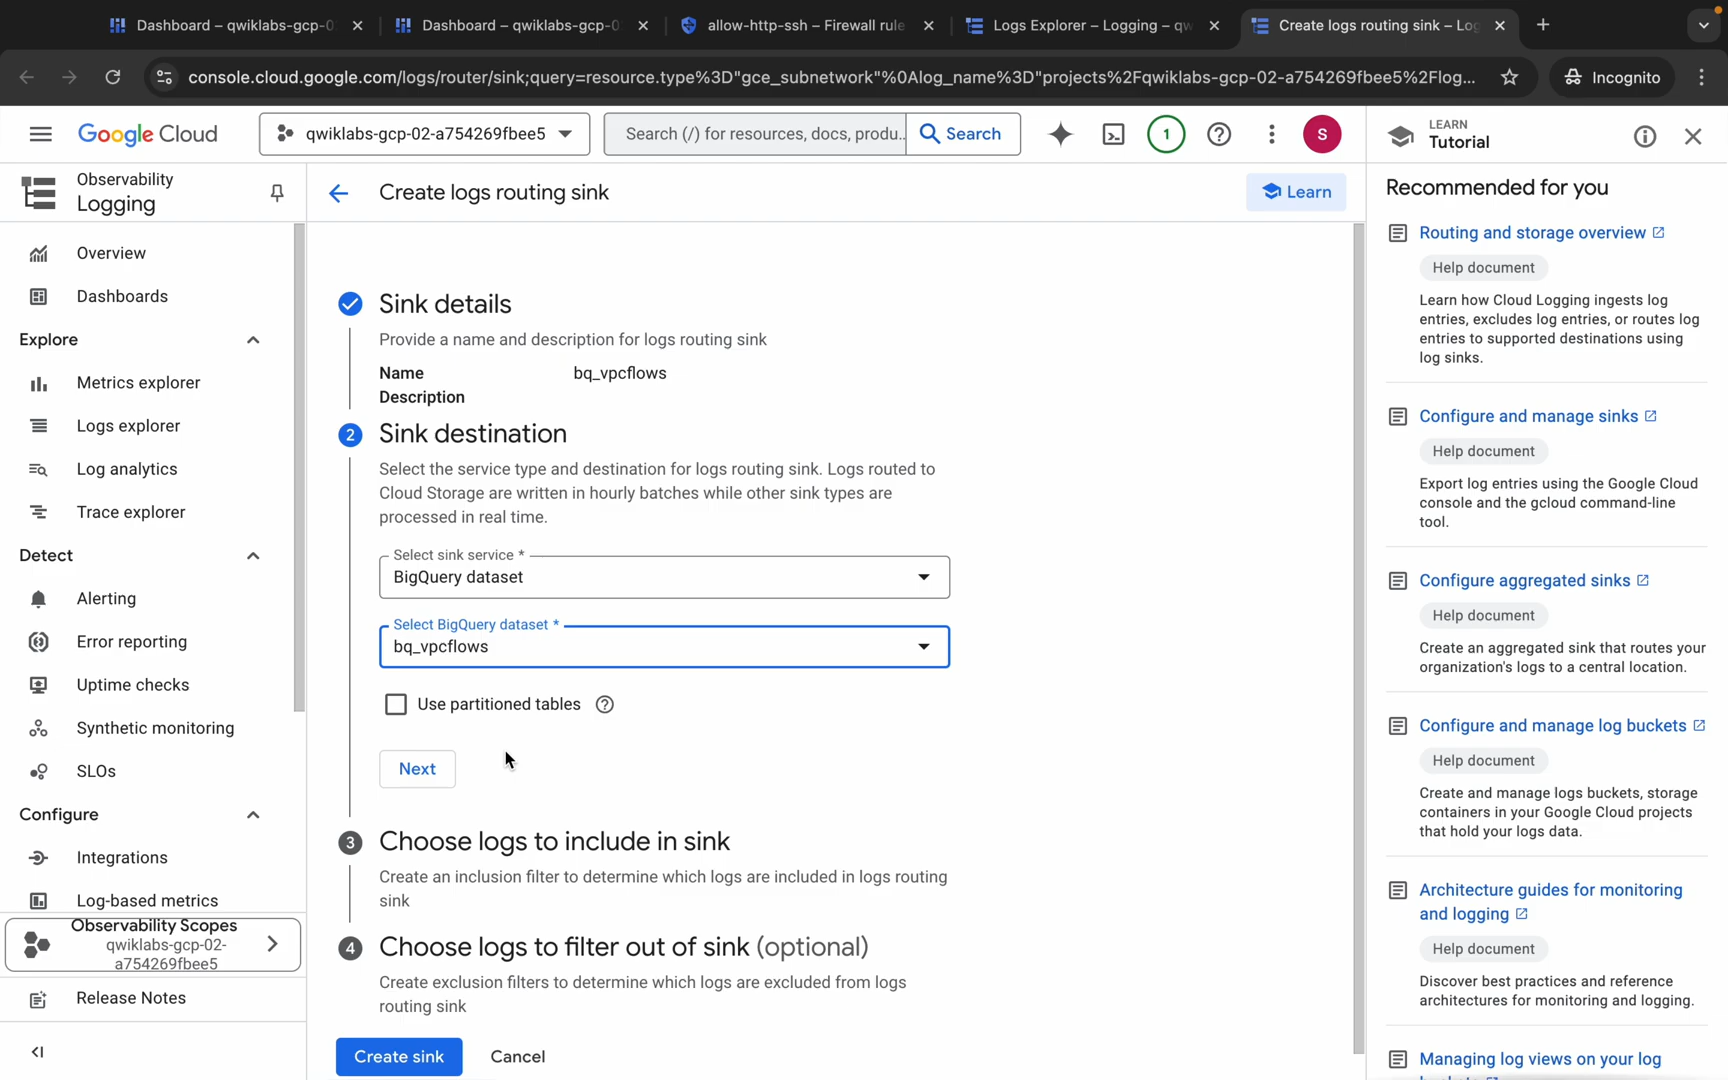 Dashboard – qwiklabs-gcp-0
Dashboard – qwiklabs-gcp-0
allow-http-ssh – Firewall rule
Logs Explorer – Logging – qw
Create logs routing sink – Log
console.cloud.google.com/logs/router/sink;query=resource.type%3D"gce_subnetwork"%0Alog_name%3D"projects%2Fqwiklabs-gcp-02-a754269fbee5%2Flog...
Incognito
Google Cloud
qwiklabs-gcp-02-a754269fbee5
Search (/) for resources, docs, produ..
Search
1
S
LEARN
Tutorial
Observability
Logging
Create logs routing sink
Learn
Overview
Dashboards
Explore
Metrics explorer
Logs explorer
Log analytics
Trace explorer
Detect
Alerting
Error reporting
Uptime checks
Synthetic monitoring
SLOs
Configure
Integrations
Log-based metrics
Observability Scopes
qwiklabs-gcp-02-
a754269fbee5
Release Notes
Sink details
Provide a name and description for logs routing sink
Name bq_vpcflows
Description
2 Sink destination
Select the service type and destination for logs routing sink. Logs routed to
Cloud Storage are written in hourly batches while other sink types are
processed in real time.
Select sink service *
BigQuery dataset
Select BigQuery dataset *
bq_vpcflows
Use partitioned tables
Next
3 Choose logs to include in sink
Create an inclusion filter to determine which logs are included in logs routing
sink
4 Choose logs to filter out of sink (optional)
Create exclusion filters to determine which logs are excluded from logs
routing sink
Create sink
Cancel
Recommended for you
Routing and storage overview
Help document
Learn how Cloud Logging ingests log
entries, excludes log entries, or routes log
entries to supported destinations using
log sinks.
Configure and manage sinks
Help document
Export log entries using the Google Cloud
console and the gcloud command-line
tool.
Configure aggregated sinks
Help document
Create an aggregated sink that routes your
organization's logs to a central location.
Configure and manage log buckets
Help document
Create and manage logs buckets, storage
containers in your Google Cloud projects
that hold your logs data.
Architecture guides for monitoring
and logging
Help document
Discover best practices and reference
architectures for monitoring and logging.
Managing log views on your log